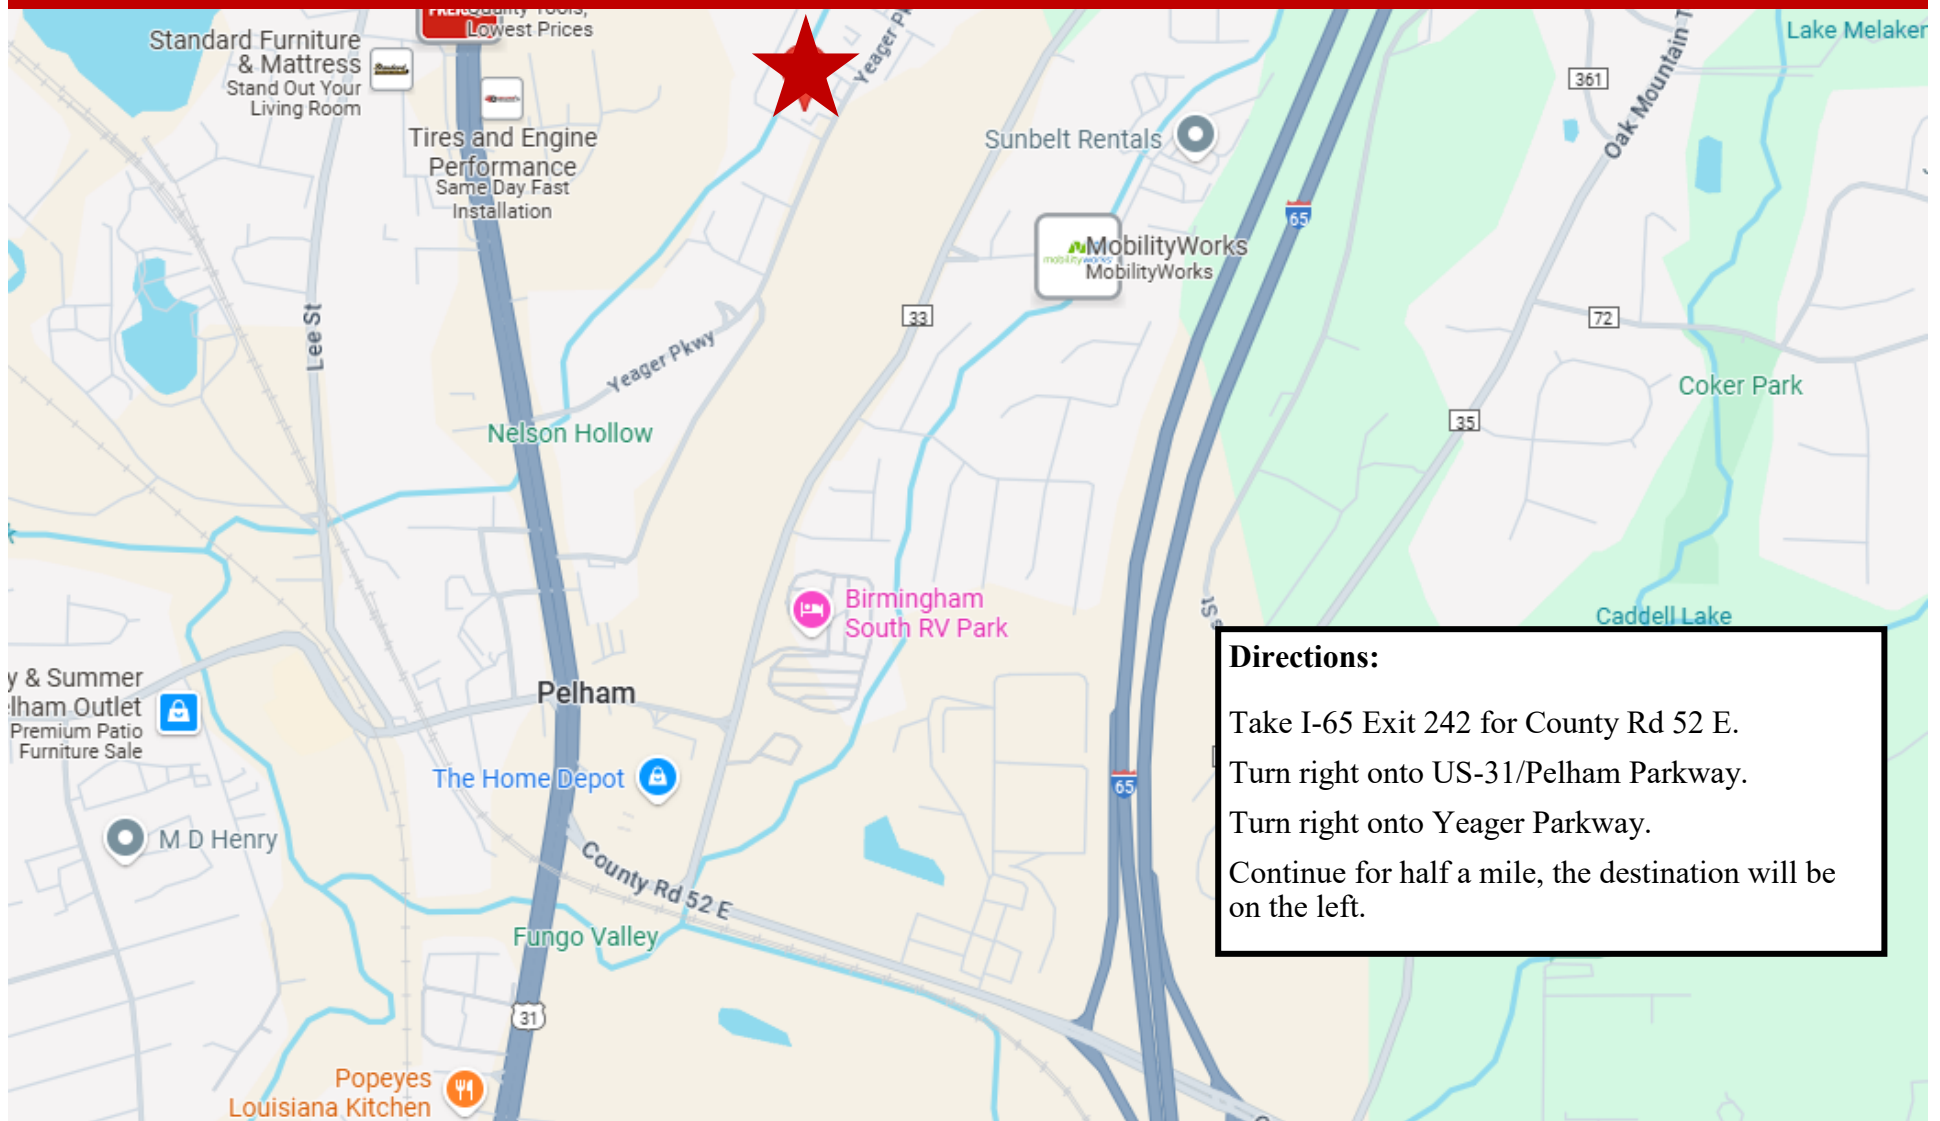 Quality Tools,
Lowest Prices
Standard Furniture
& Mattress
Stand Out Your
Living Room
Tires and Engine
Performance
Same Day Fast
Installation
Yeager
Sunbelt Rentals
361
Oak Mountain T
Lake Melaker
65
MobilityWorks
MobilityWorks
mobilityworks
Lee St
33
72
Yeager Pkwy
Coker Park
35
Nelson Hollow
Birmingham
South RV Park
St
Caddell Lake
y & Summer
lham Outlet
Premium Patio
Furniture Sale
Pelham
The Home Depot
65
M D Henry
County Rd 52 E
Fungo Valley
31
Popeyes
Louisiana Kitchen
Directions:
Take I-65 Exit 242 for County Rd 52 E.
Turn right onto US-31/Pelham Parkway.
Turn right onto Yeager Parkway.
Continue for half a mile, the destination will be
on the left.